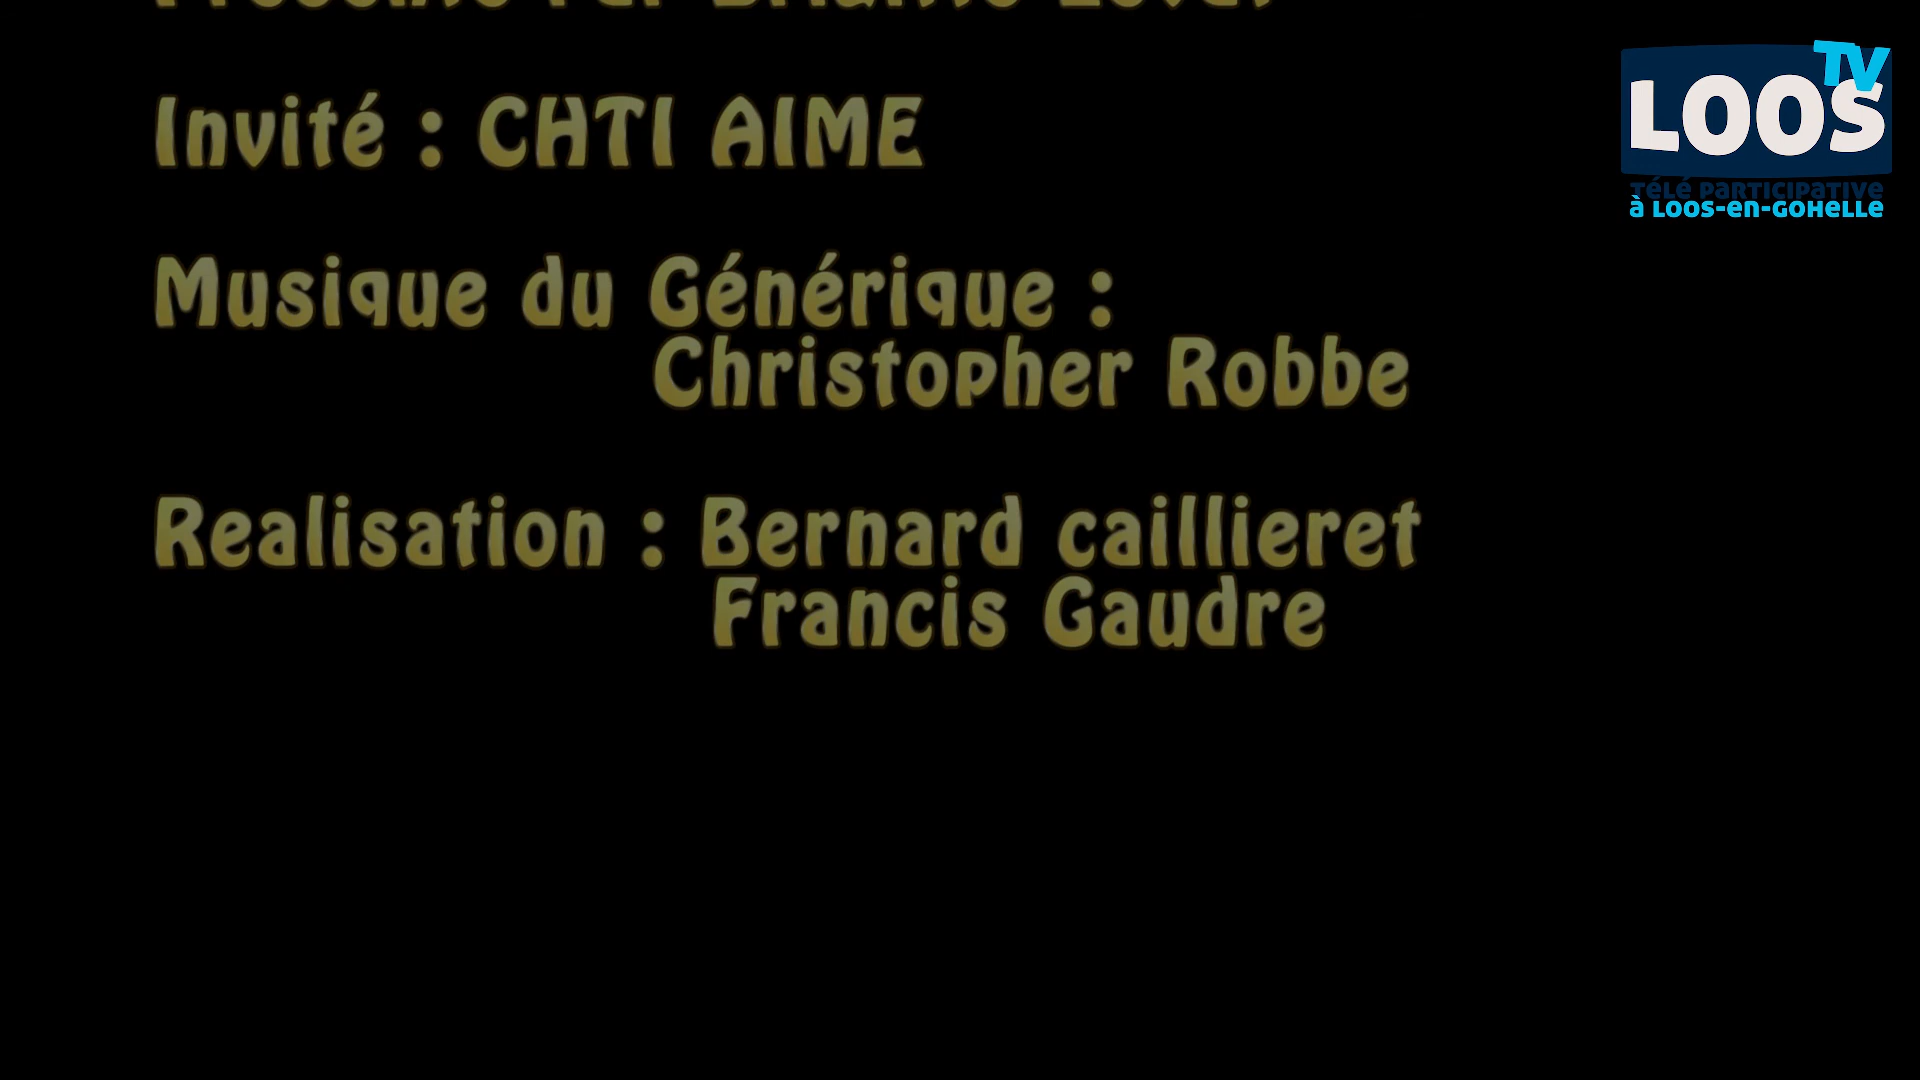 Invité : CHTI AIME
Musique du Générique :
Christopher Robbe
Realisation : Bernard caillieret
Francis Gaudre
TV
LOOS
TÉLÉ PARTICIPATIVE
à LOOS-en-GOHELLE